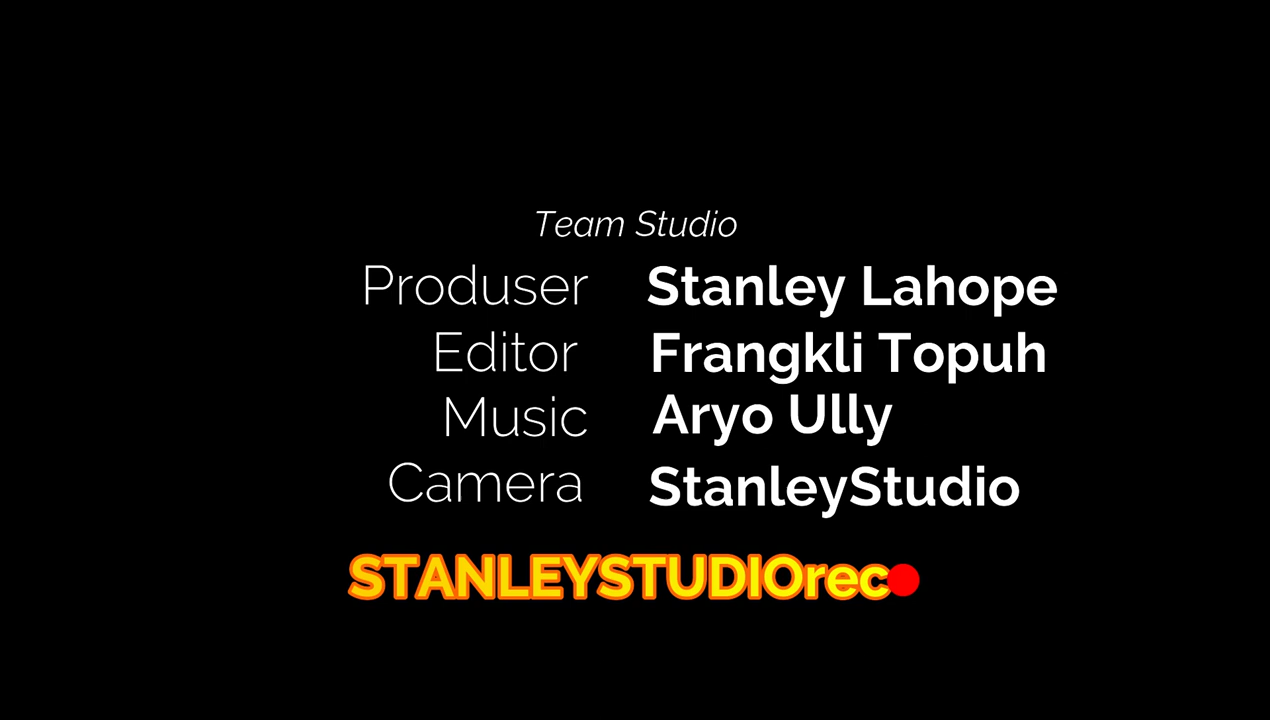 Team Studio
Produser Stanley Lahope
Editor Frangkli Topuh
Music Aryo Ully
Camera StanleyStudio
STANLEYSTUDIOrec